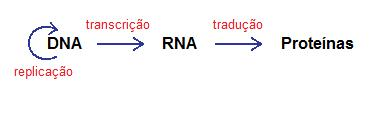 transcrição tradução
DNA RNA Proteínas
replicação